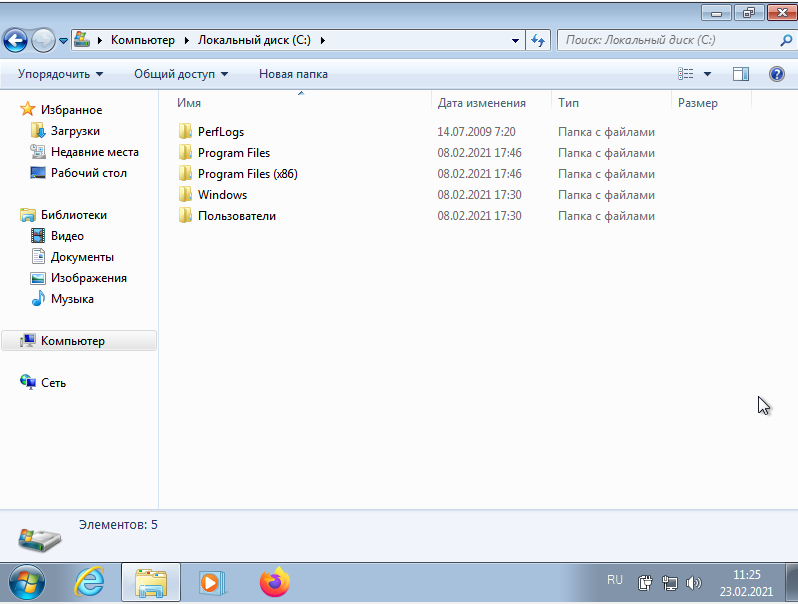 Компьютер Локальный диск (C:) Поиск: Локальный диск (C:)
Упорядочить Общий доступ Новая папка
Имя Дата изменения Тип Размер
Избранное
Загрузки
Недавние места
Рабочий стол
Библиотеки
Видео
Документы
Изображения
Музыка
Компьютер
Сеть
PerfLogs 14.07.2009 7:20 Папка с файлами
Program Files 08.02.2021 17:46 Папка с файлами
Program Files (x86) 08.02.2021 17:46 Папка с файлами
Windows 08.02.2021 17:30 Папка с файлами
Пользователи 08.02.2021 17:30 Папка с файлами
Элементов: 5
RU 11:25
23.02.2021